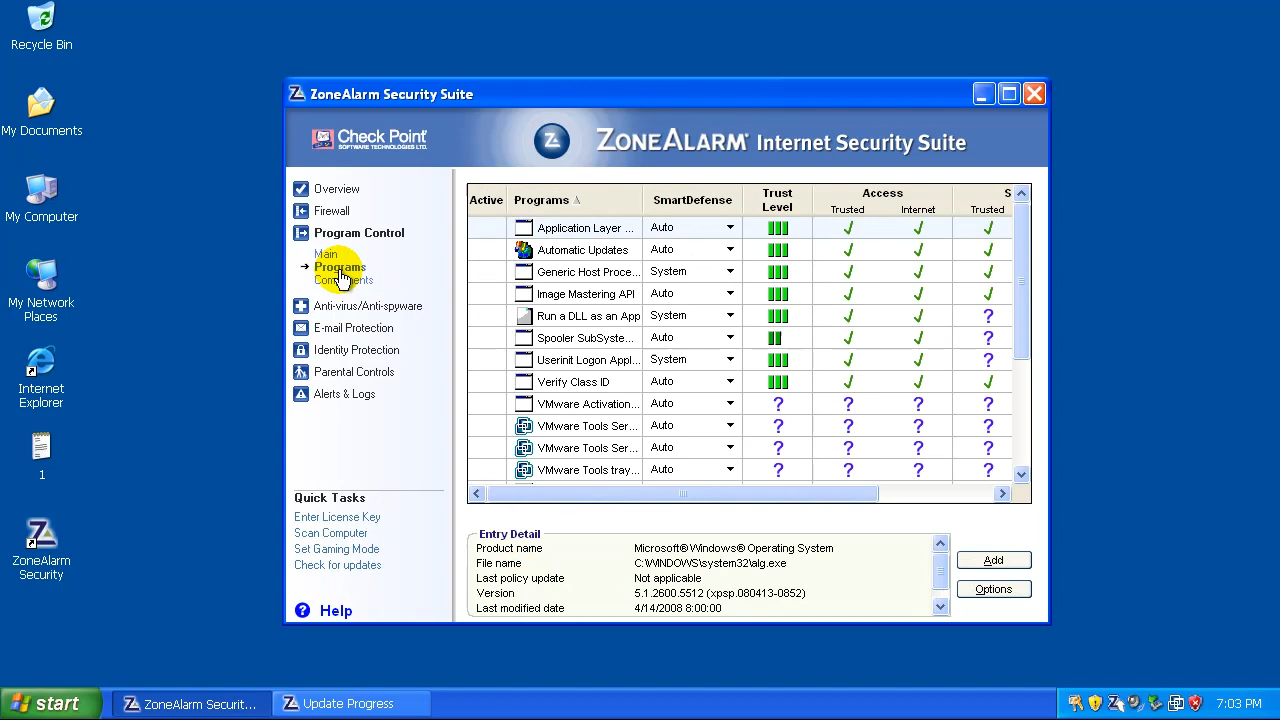 Recycle Bin
My Documents
My Computer
My Network
Places
Internet
Explorer
1
ZoneAlarm
Security
ZoneAlarm Security Suite
Check Point
SOFTWARE TECHNOLOGIES LTD.
ZONEALARM® Internet Security Suite
Overview
Firewall
Program Control
Main
Programs
Components
Anti-virus/Anti-spyware
E-mail Protection
Identity Protection
Parental Controls
Alerts & Logs
Quick Tasks
Enter License Key
Scan Computer
Set Gaming Mode
Check for updates
? Help
Active Programs SmartDefense Trust Level Access S
Trusted Internet Trusted
Application Layer ... Auto ✓ ✓ ✓
Automatic Updates Auto ✓ ✓ ✓
Generic Host Proce... System ✓ ✓ ✓
Image Mastering API Auto ✓ ✓ ✓
Run a DLL as an App System ✓ ✓ ?
Spooler SubSyste... Auto ✓ ✓ ?
Userinit Logon Appl... System ✓ ✓ ?
Verify Class ID Auto ✓ ✓ ✓
VMware Activation... Auto ? ? ? ?
VMware Tools Ser... Auto ? ? ? ?
VMware Tools Ser... Auto ? ? ? ?
VMware Tools tray... Auto ? ? ? ?
Entry Detail
Product name Microsoft® Windows® Operating System
File name C:\WINDOWS\system32\alg.exe
Last policy update Not applicable
Version 5.1.2600.5512 (xpsp.080413-0852)
Last modified date 4/14/2008 8:00:00
Add
Options
start
ZoneAlarm Securit...
Update Progress
7:03 PM